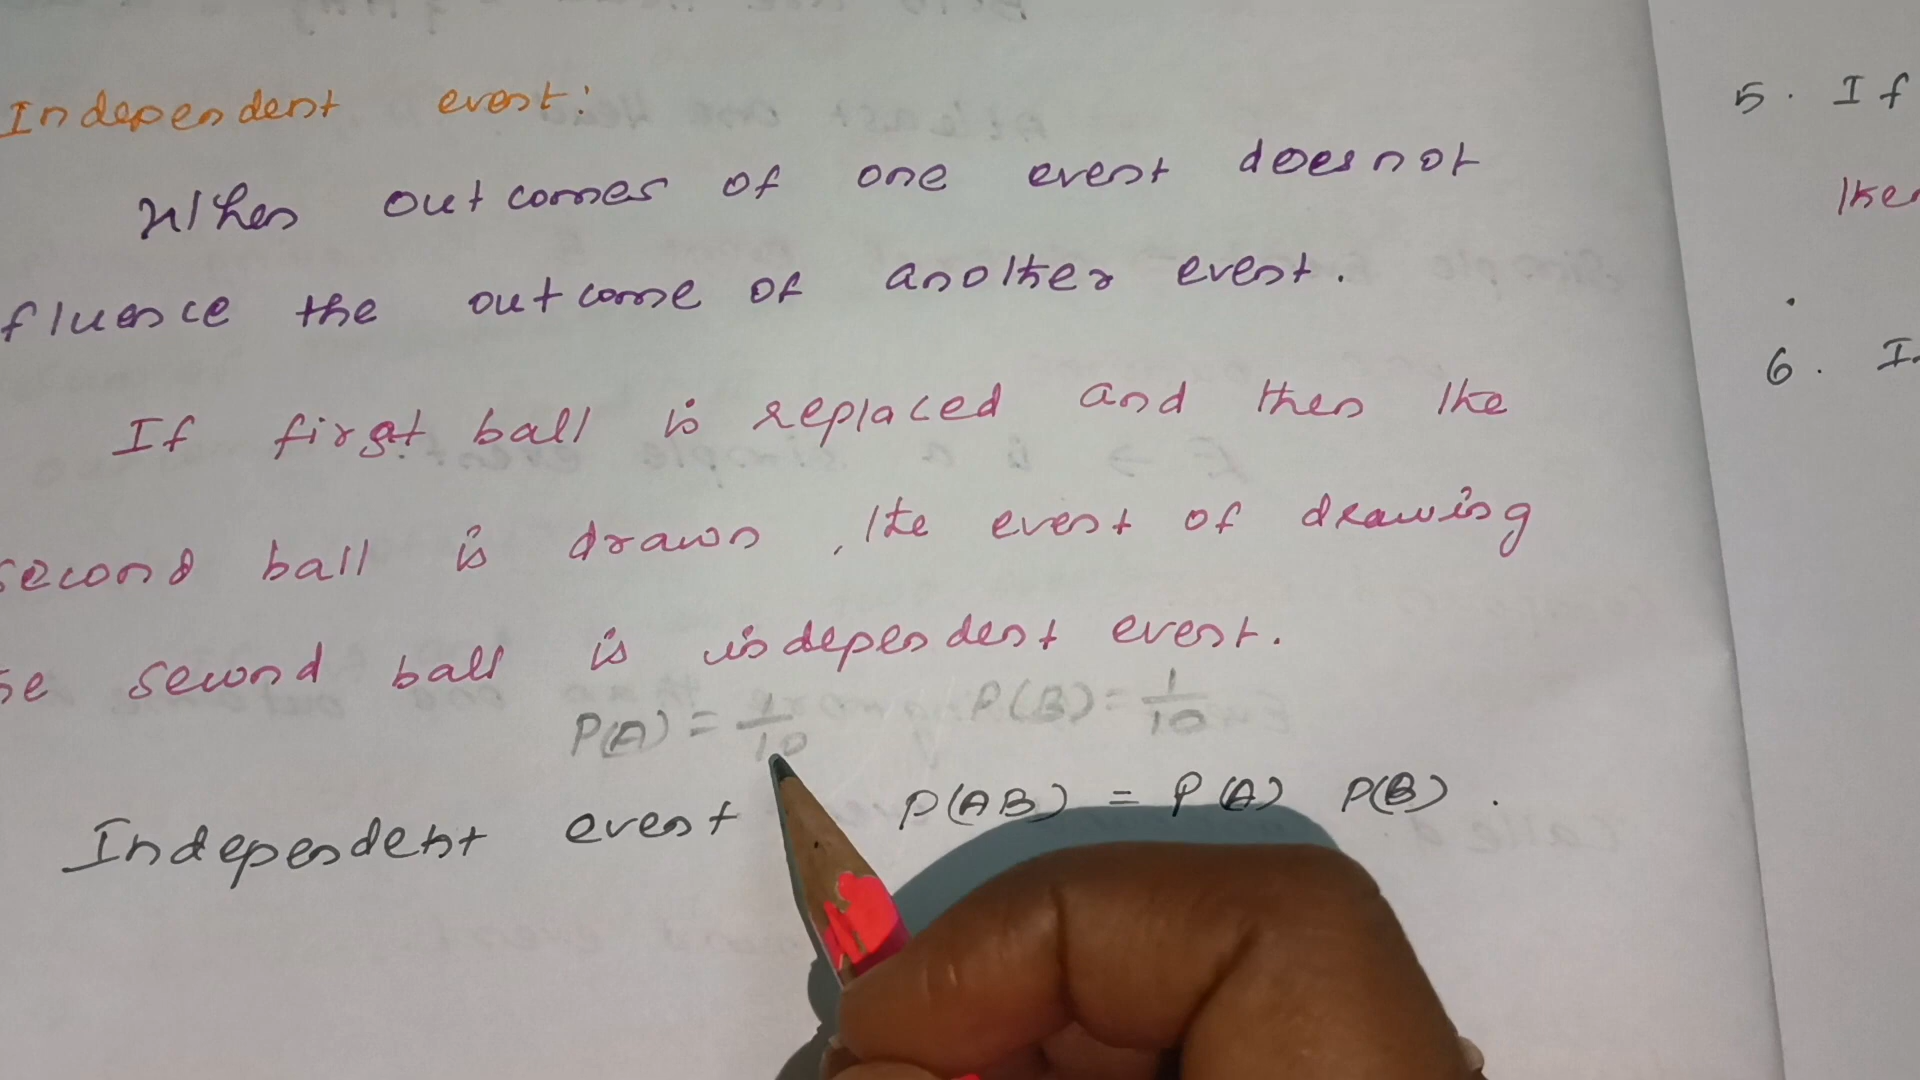 Independent event:
When outcomes of one event does not
fluence the outcome of another event.
If first ball is replaced and then the
second ball is drawn, the event of drawing
second ball is independent event.
P(A) = 1/10 P(B) = 1/10
Independent event P(AB) = P(A) P(B).
5. If
6.